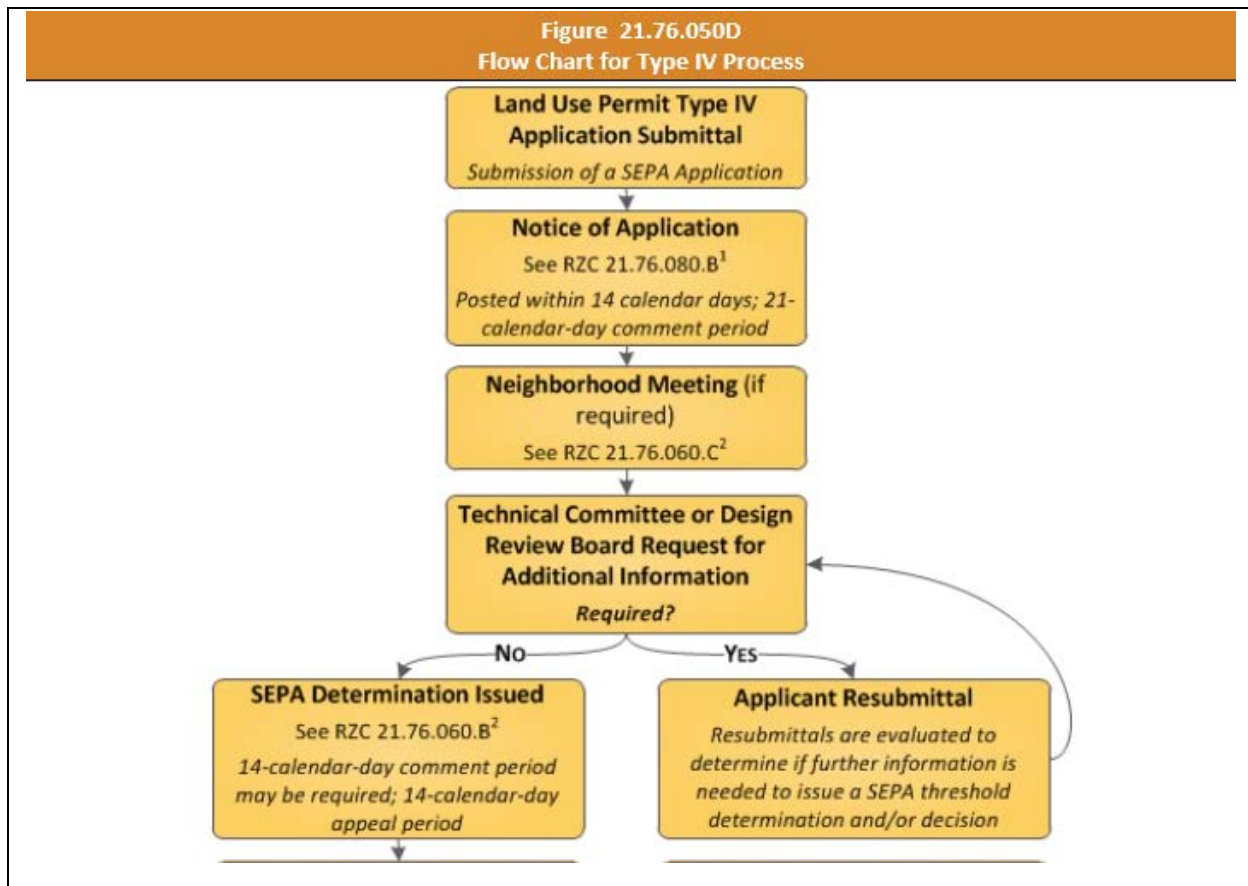 Figure 21.76.050D
Flow Chart for Type IV Process
Land Use Permit Type IV
Application Submittal
Submission of a SEPA Application
Notice of Application
See RZC 21.76.080.B¹
Posted within 14 calendar days; 21-
calendar-day comment period
Neighborhood Meeting (if
required)
See RZC 21.76.060.C²
Technical Committee or Design
Review Board Request for
Additional Information
Required?
NO
YES
SEPA Determination Issued
See RZC 21.76.060.B²
14-calendar-day comment period
may be required; 14-calendar-day
appeal period
Applicant Resubmittal
Resubmittals are evaluated to
determine if further information is
needed to issue a SEPA threshold
determination and/or decision